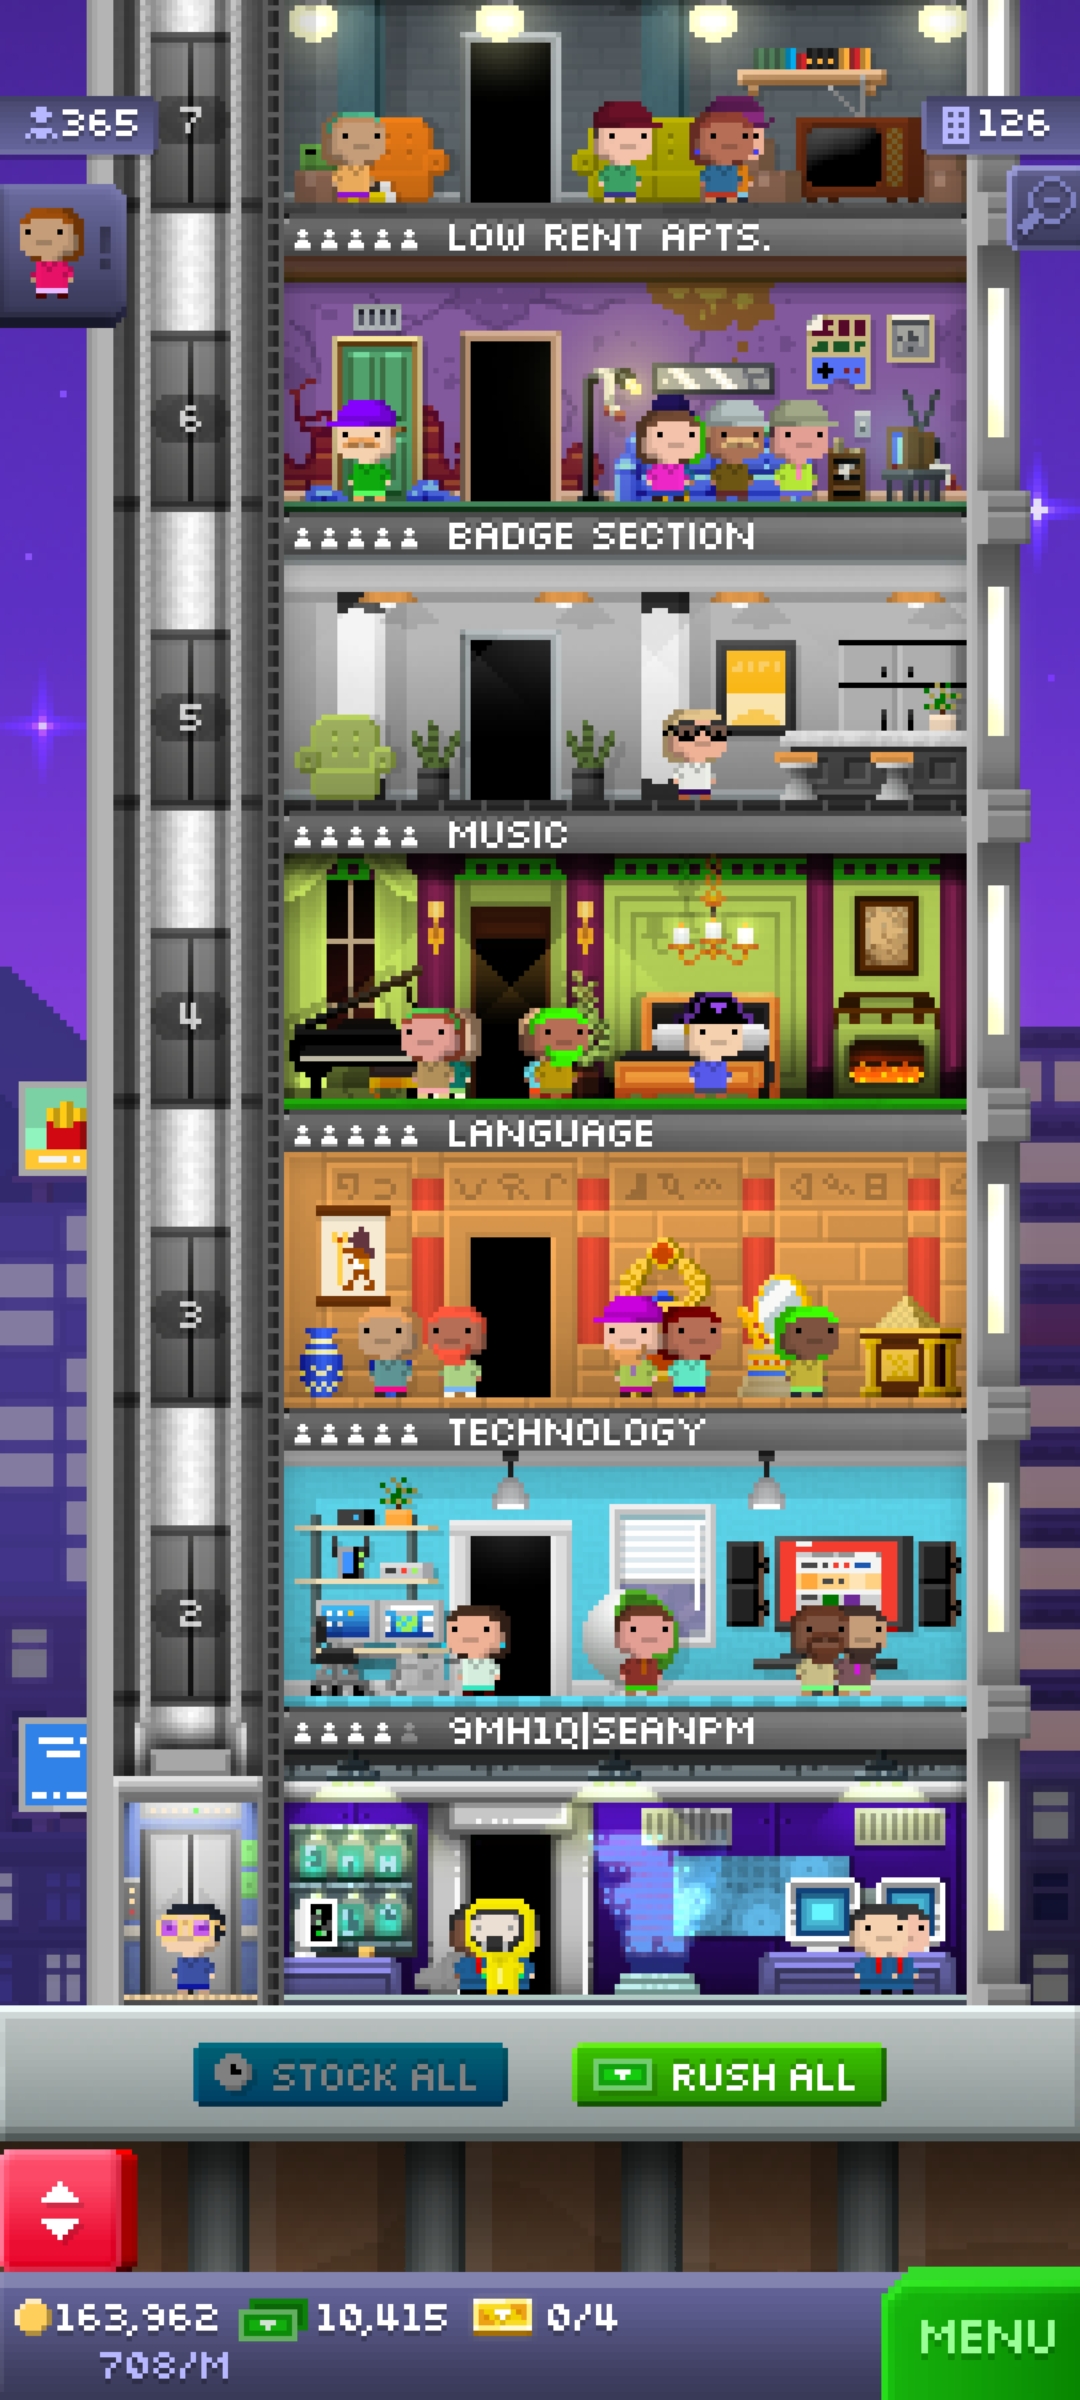 7
365
126
!
LOW RENT APTS.
6
BADGE SECTION
5
MUSIC
4
LANGUAGE
3
TECHNOLOGY
2
9MH1Q|SEANPM
STOCK ALL
RUSH ALL
163,962
10,415
0/4
708/M
MENU